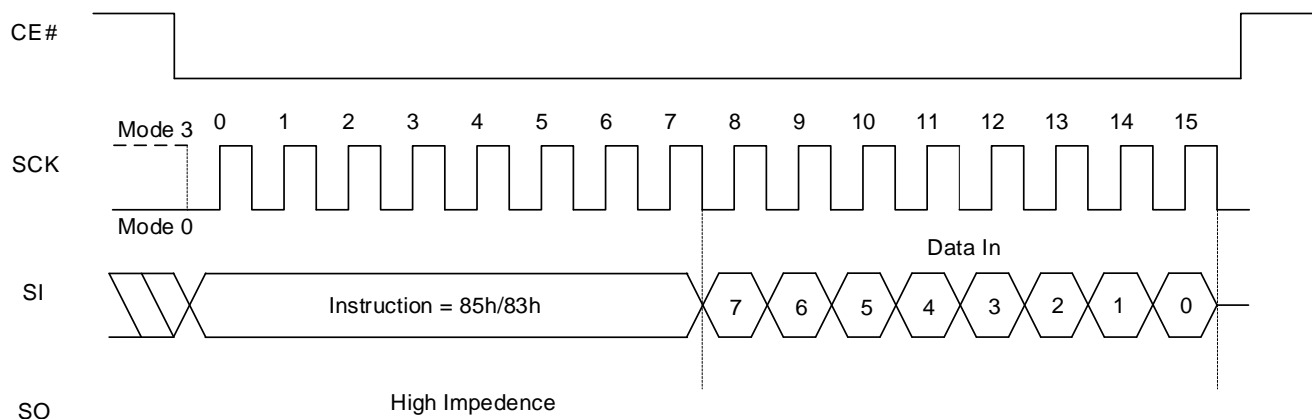 CE#
Mode 3
0 1 2 3 4 5 6 7 8 9 10 11 12 13 14 15
SCK
Mode 0
Data In
SI
Instruction = 85h/83h
7 6 5 4 3 2 1 0
High Impedence
SO